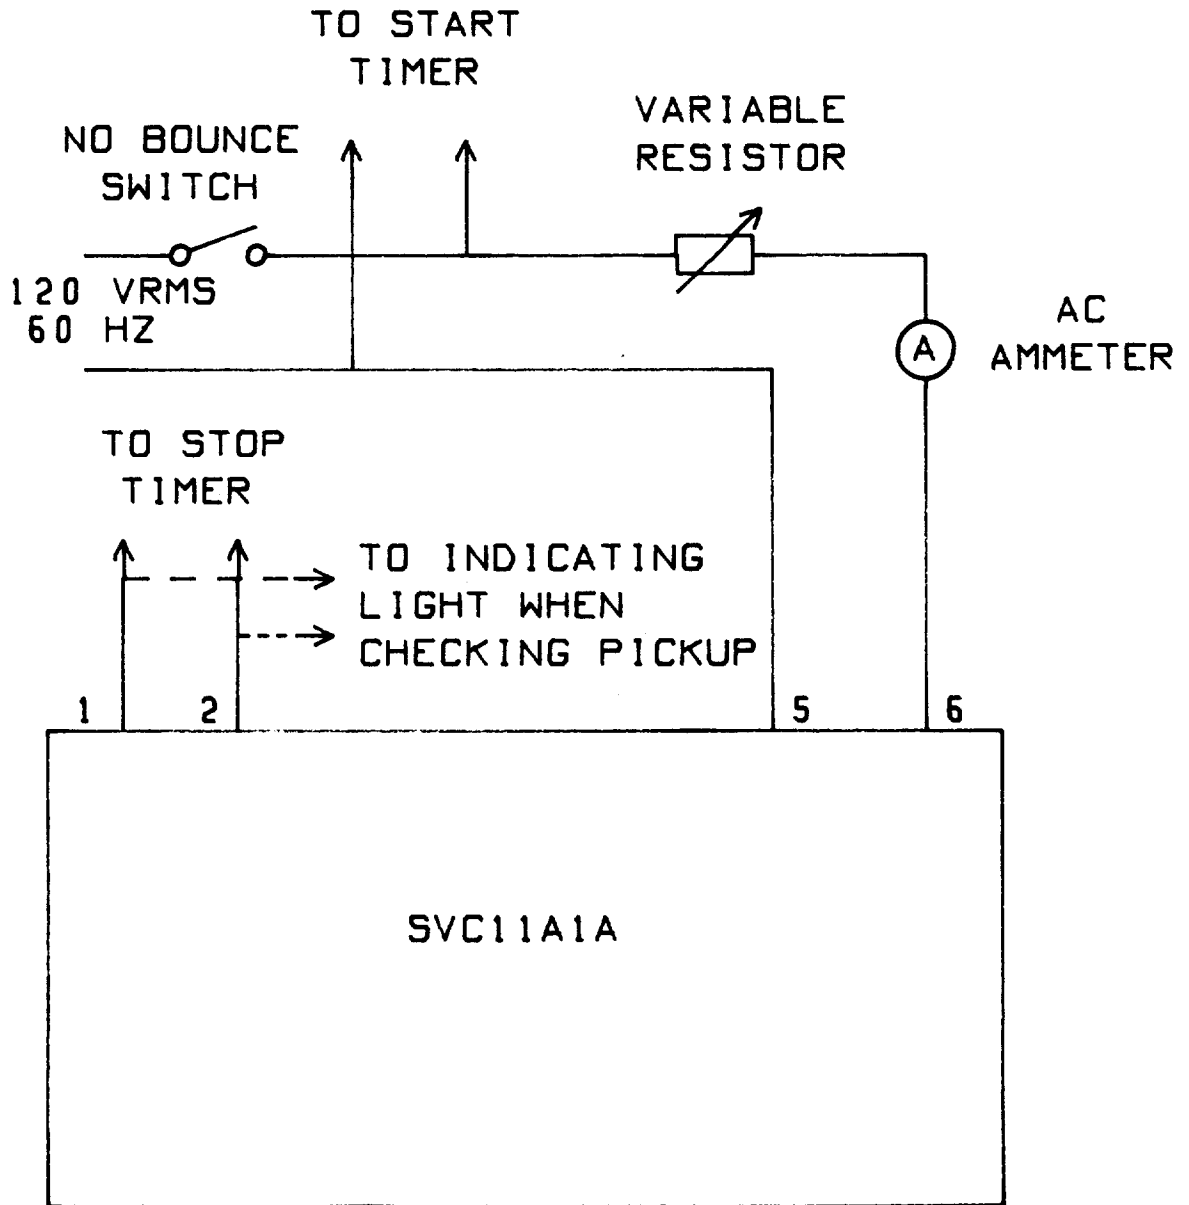 TO START
TIMER
VARIABLE
RESISTOR
NO BOUNCE
SWITCH
120 VRMS
60 HZ
AC
AMMETER
A
TO STOP
TIMER
TO INDICATING
LIGHT WHEN
CHECKING PICKUP
1
2
5
6
SVC11A1A